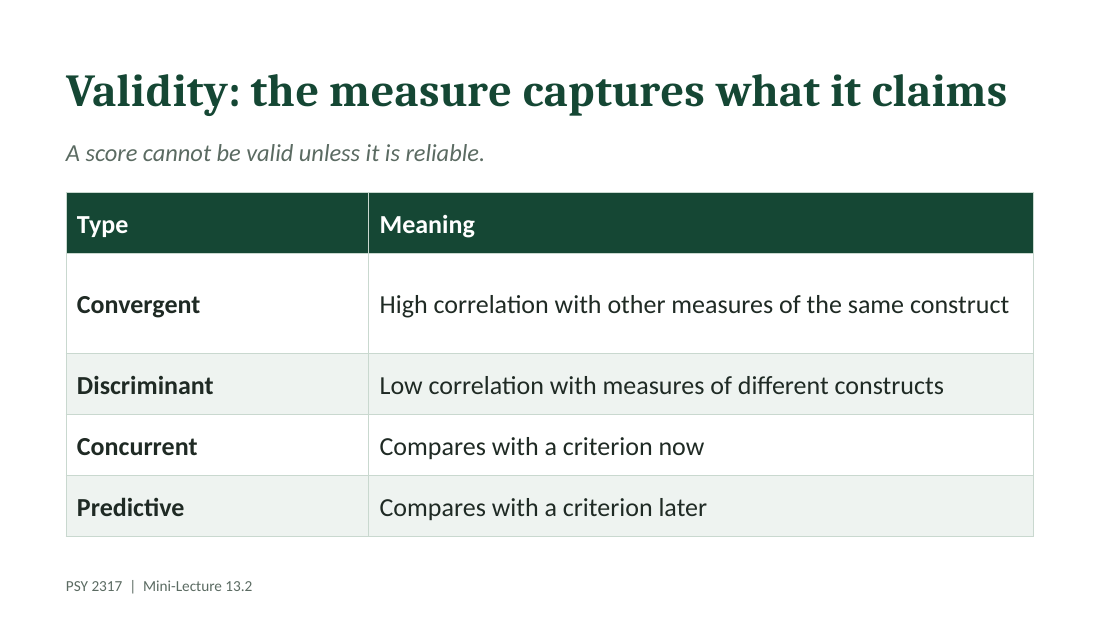 Validity: the measure captures what it claims
A score cannot be valid unless it is reliable.
Type Meaning
Convergent High correlation with other measures of the same construct
Discriminant Low correlation with measures of different constructs
Concurrent Compares with a criterion now
Predictive Compares with a criterion later
PSY 2317 | Mini-Lecture 13.2